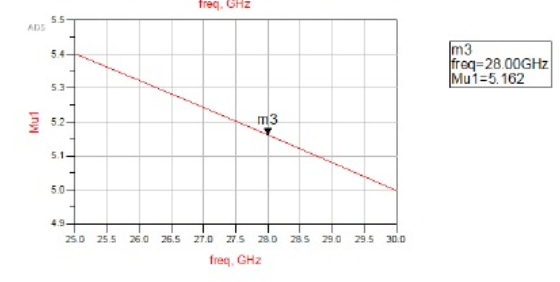 freq, GHz
ADS
5.5
5.4
5.3
5.2
5.1
5.0
4.9
Mu1
m3
25.0 25.5 26.0 26.5 27.0 27.5 28.0 28.5 29.0 29.5 30.0
freq, GHz
m3
freq=28.00GHz
Mu1=5.162